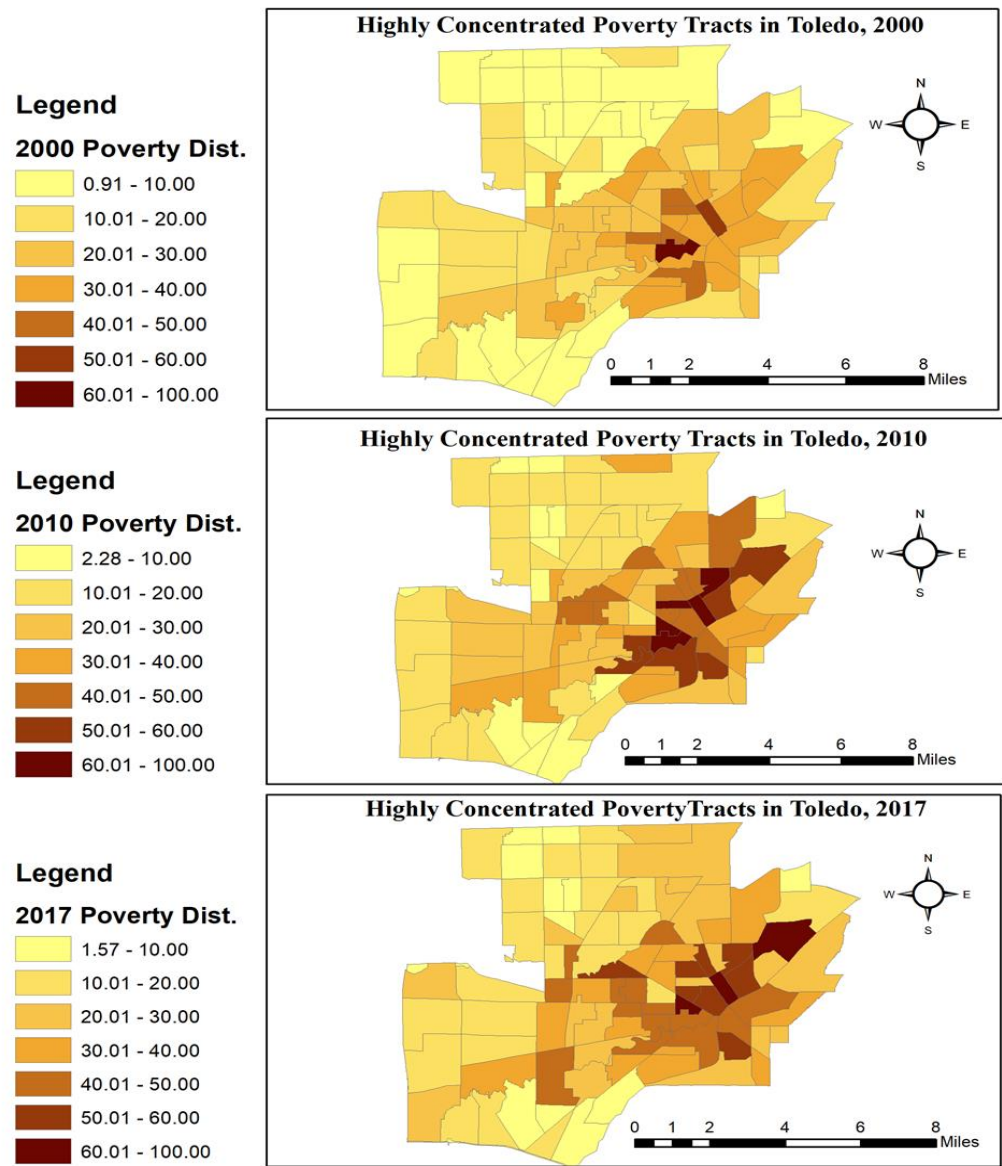 Highly Concentrated Poverty Tracts in Toledo, 2000
Legend
2000 Poverty Dist.
0.91 - 10.00
10.01 - 20.00
20.01 - 30.00
30.01 - 40.00
40.01 - 50.00
50.01 - 60.00
60.01 - 100.00
N
W E
S
0 1 2 4 6 8
Miles
Highly Concentrated Poverty Tracts in Toledo, 2010
Legend
2010 Poverty Dist.
2.28 - 10.00
10.01 - 20.00
20.01 - 30.00
30.01 - 40.00
40.01 - 50.00
50.01 - 60.00
60.01 - 100.00
N
W E
S
0 1 2 4 6 8
Miles
Highly Concentrated PovertyTracts in Toledo, 2017
Legend
2017 Poverty Dist.
1.57 - 10.00
10.01 - 20.00
20.01 - 30.00
30.01 - 40.00
40.01 - 50.00
50.01 - 60.00
60.01 - 100.00
N
W E
S
0 1 2 4 6 8
Miles